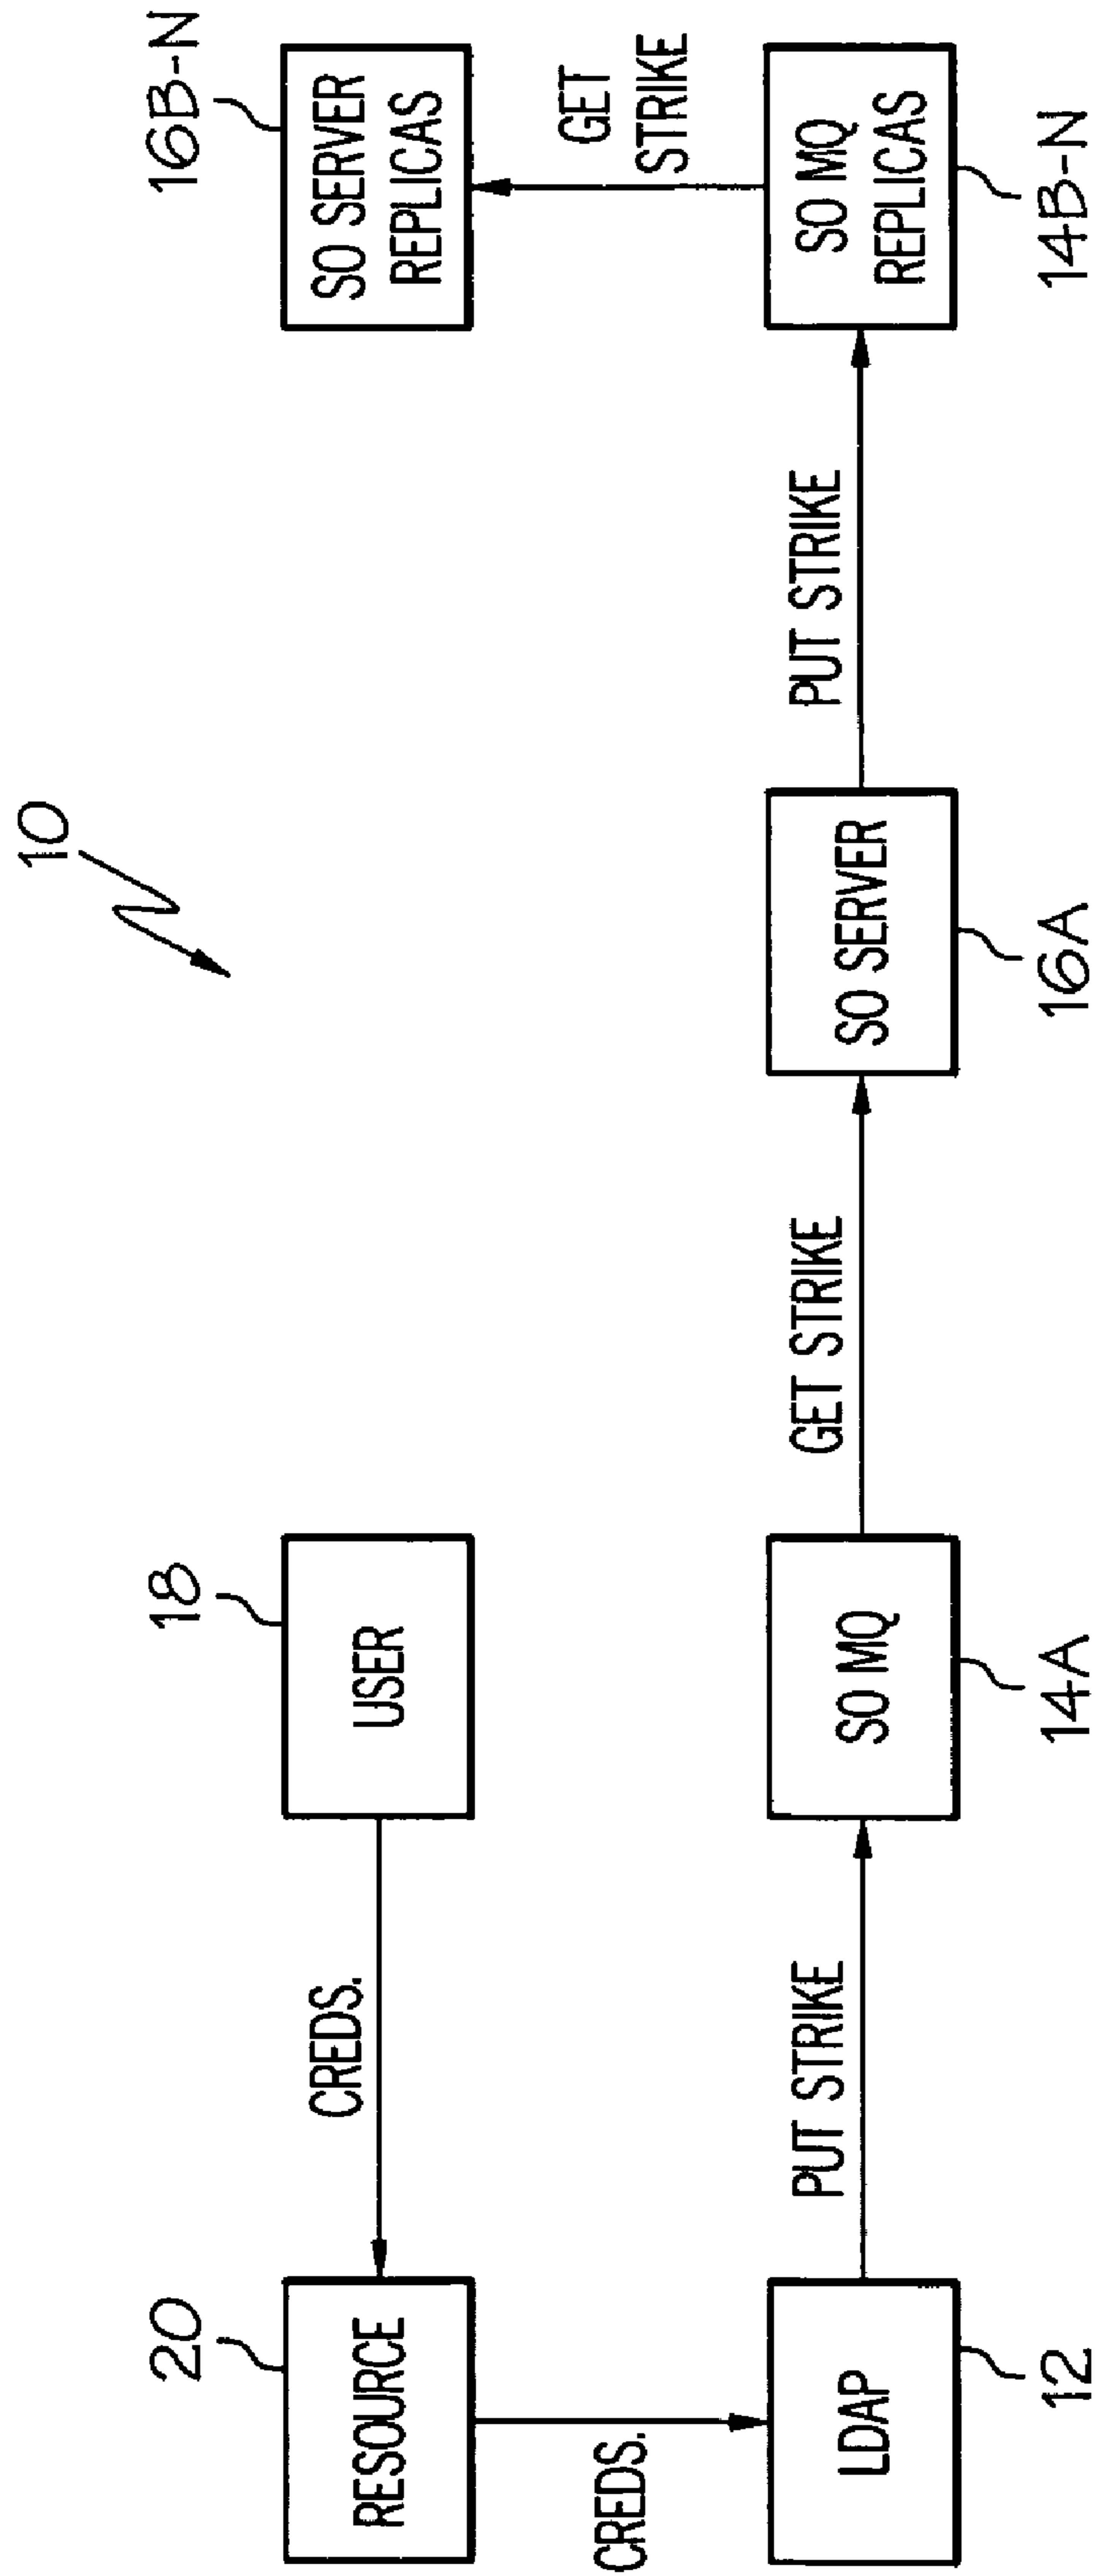 10
20
RESOURCE
CREDS.
18
USER
16B-N
SO SERVER
REPLICAS
CREDS.
GET
STRIKE
LDAP
12
PUT STRIKE
SO MQ
14A
GET STRIKE
SO SERVER
16A
PUT STRIKE
SO MQ
REPLICAS
14B-N